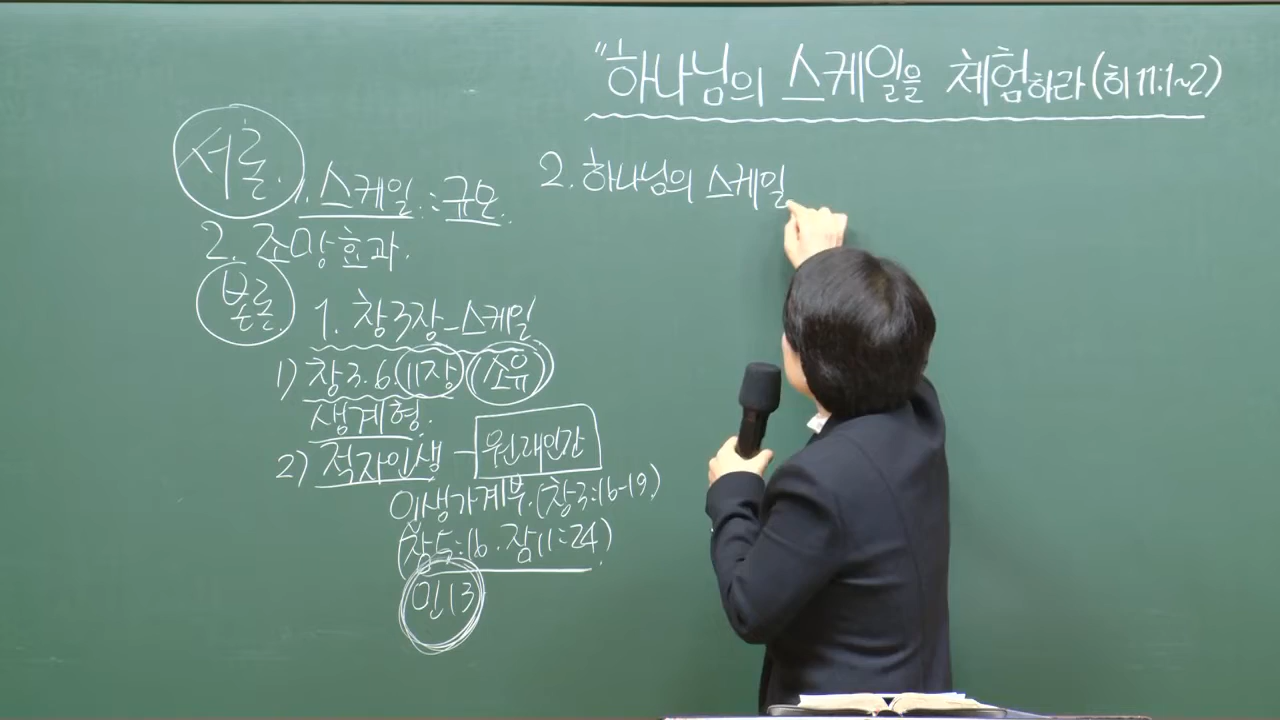 "하나님의 스케일을 체험하라 (히 11:1~2)
서론.
1. 스케일 : 규모.
2. 조망효과.
본론.
1. 창3장 - 스케일
1) 창3.6.(11장) (소유)
생계형.
2) 적자인생 - 원래인간
인생가계부. (창3:16-19)
(창5:16. 잠11:24)
인생
2. 하나님의 스케일